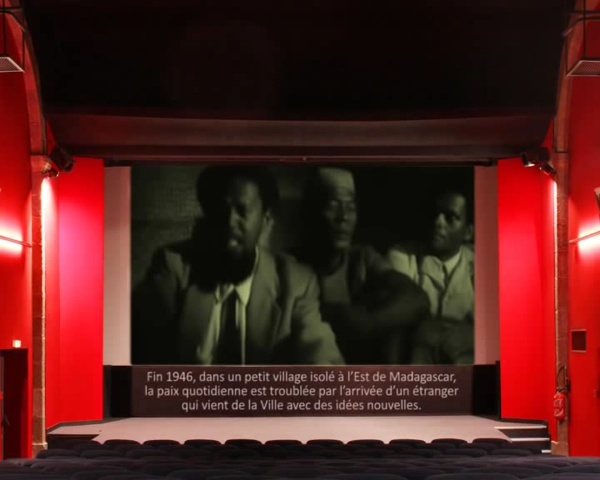 Fin 1946, dans un petit village isolé à l'Est de Madagascar,
la paix quotidienne est troublée par l'arrivée d'un étranger
qui vient de la Ville avec des idées nouvelles.